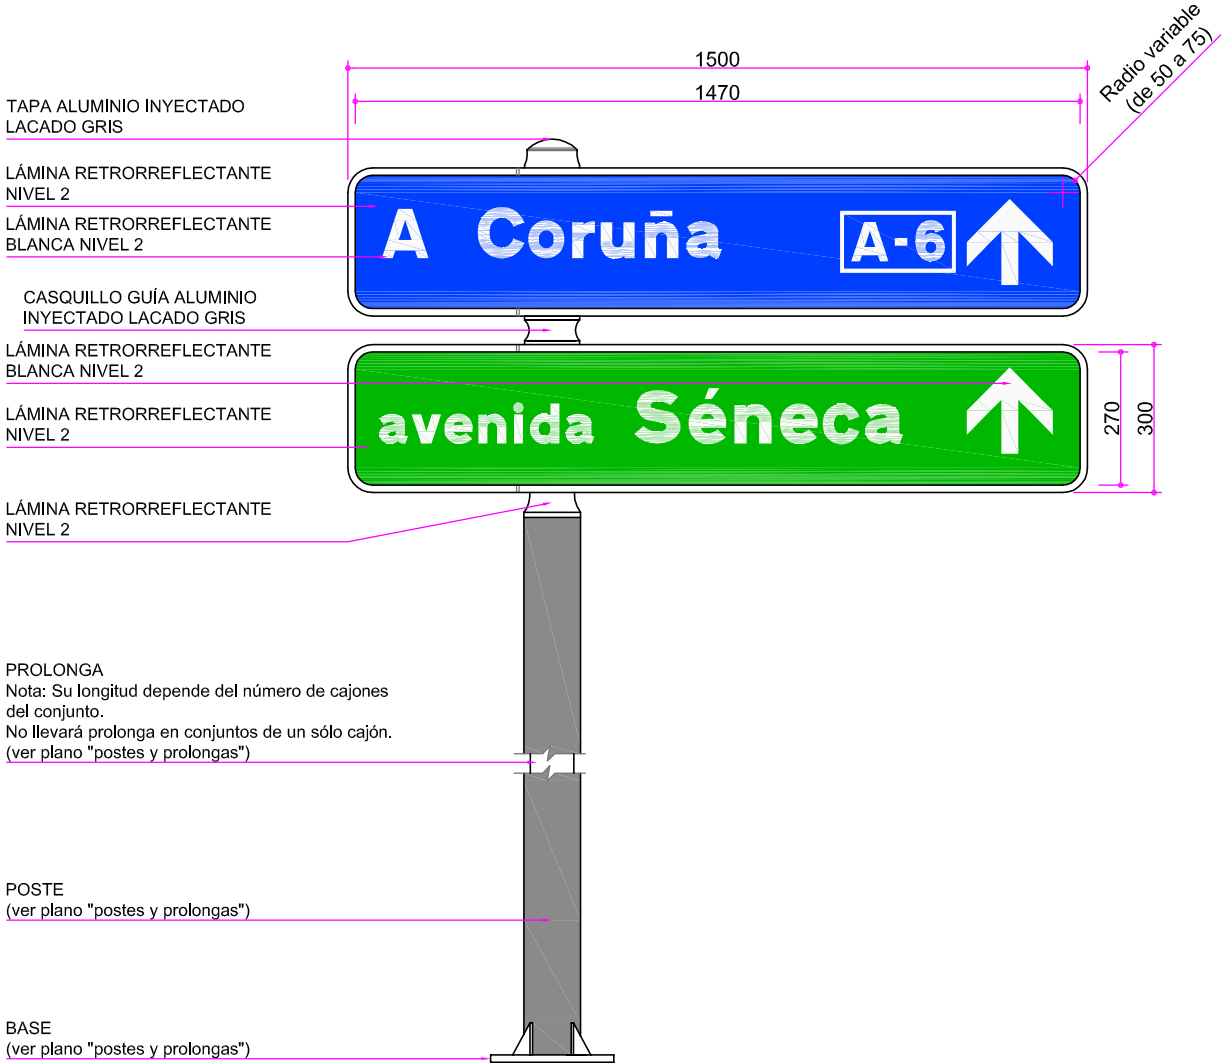 1500
1470
Radio variable
(de 50 a 75)
TAPA ALUMINIO INYECTADO
LACADO GRIS
LÁMINA RETRORREFLECTANTE
NIVEL 2
LÁMINA RETRORREFLECTANTE
BLANCA NIVEL 2
A Coruña
A-6
CASQUILLO GUÍA ALUMINIO
INYECTADO LACADO GRIS
LÁMINA RETRORREFLECTANTE
BLANCA NIVEL 2
LÁMINA RETRORREFLECTANTE
NIVEL 2
avenida Séneca
270
300
LÁMINA RETRORREFLECTANTE
NIVEL 2
PROLONGA
Nota: Su longitud depende del número de cajones
del conjunto.
No llevará prolonga en conjuntos de un sólo cajón.
(ver plano "postes y prolongas")
POSTE
(ver plano "postes y prolongas")
BASE
(ver plano "postes y prolongas")